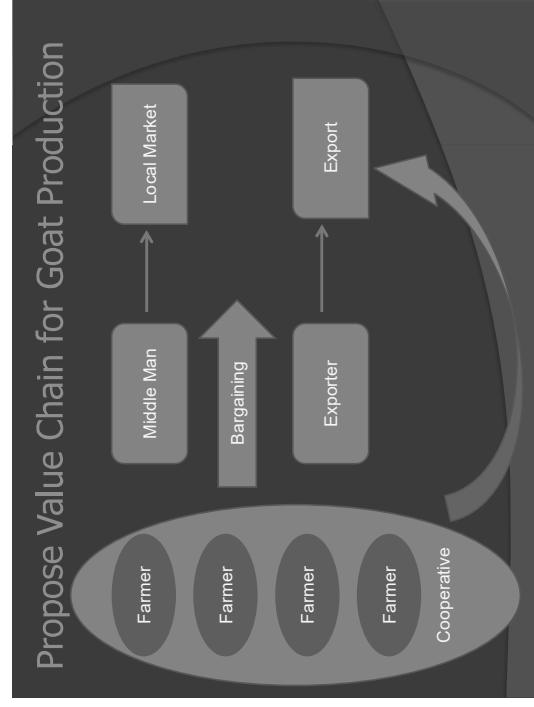 Propose Value Chain for Goat Production
Farmer
Farmer
Farmer
Farmer
Cooperative
Middle Man
Local Market
Bargaining
Exporter
Export